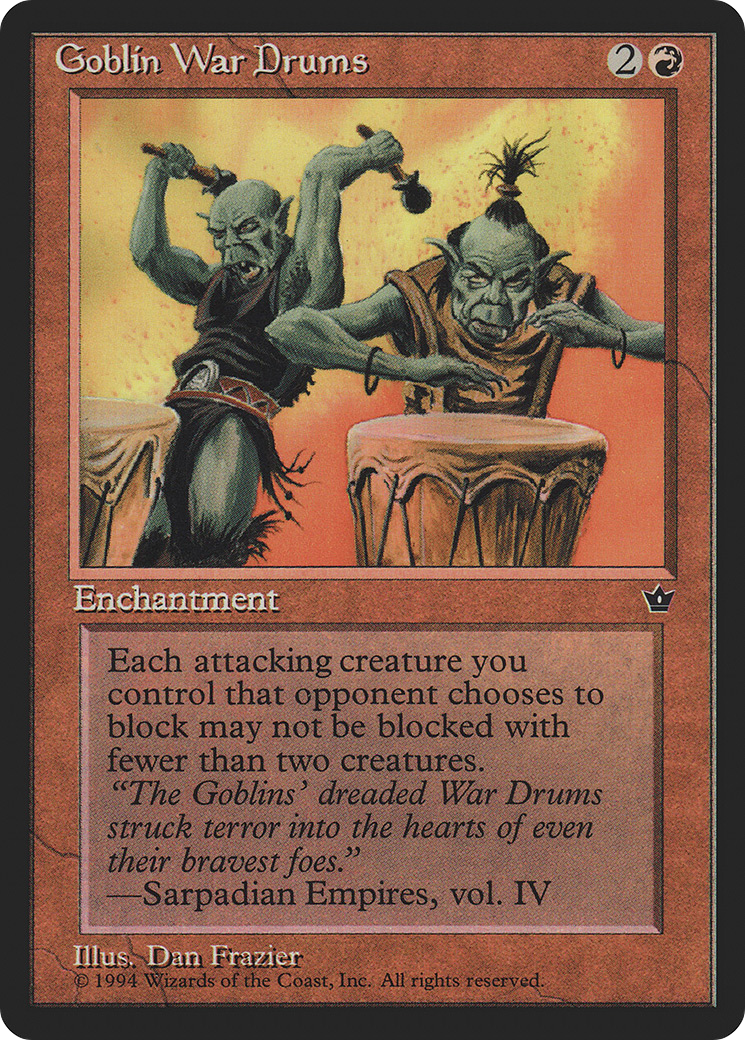 Goblin War Drums
2
Enchantment
Each attacking creature you
control that opponent chooses to
block may not be blocked with
fewer than two creatures.
“The Goblins’ dreaded War Drums
struck terror into the hearts of even
their bravest foes.”
—Sarpadian Empires, vol. IV
Illus. Dan Frazier
© 1994 Wizards of the Coast, Inc. All rights reserved.